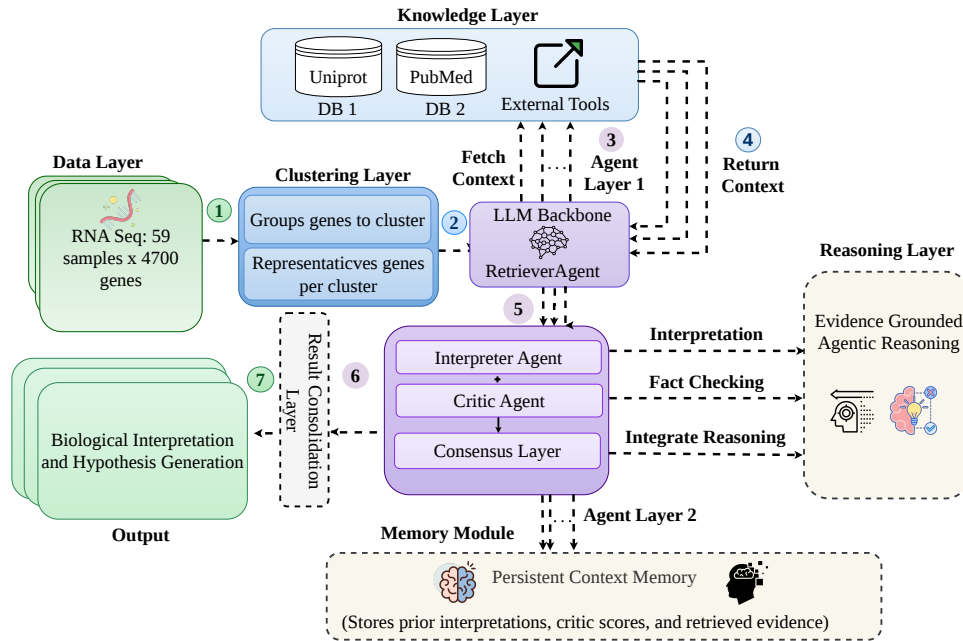 Knowledge Layer
Uniprot
PubMed
DB 1
DB 2
External Tools
3
4
Fetch
Context
...
Agent
Layer 1
Return
Context
Data Layer
RNA Seq: 59
samples x 4700
genes
1
Clustering Layer
Groups genes to cluster
Representaticves genes
per cluster
2
LLM Backbone
RetrieverAgent
5
Reasoning Layer
Evidence Grounded
Agentic Reasoning
Interpreter Agent
+
Critic Agent
Consensus Layer
Interpretation
Fact Checking
Integrate Reasoning
6
Result Consolidation
Layer
7
Biological Interpretation
and Hypothesis Generation
Output
...
Agent Layer 2
Memory Module
Persistent Context Memory
(Stores prior interpretations, critic scores, and retrieved evidence)